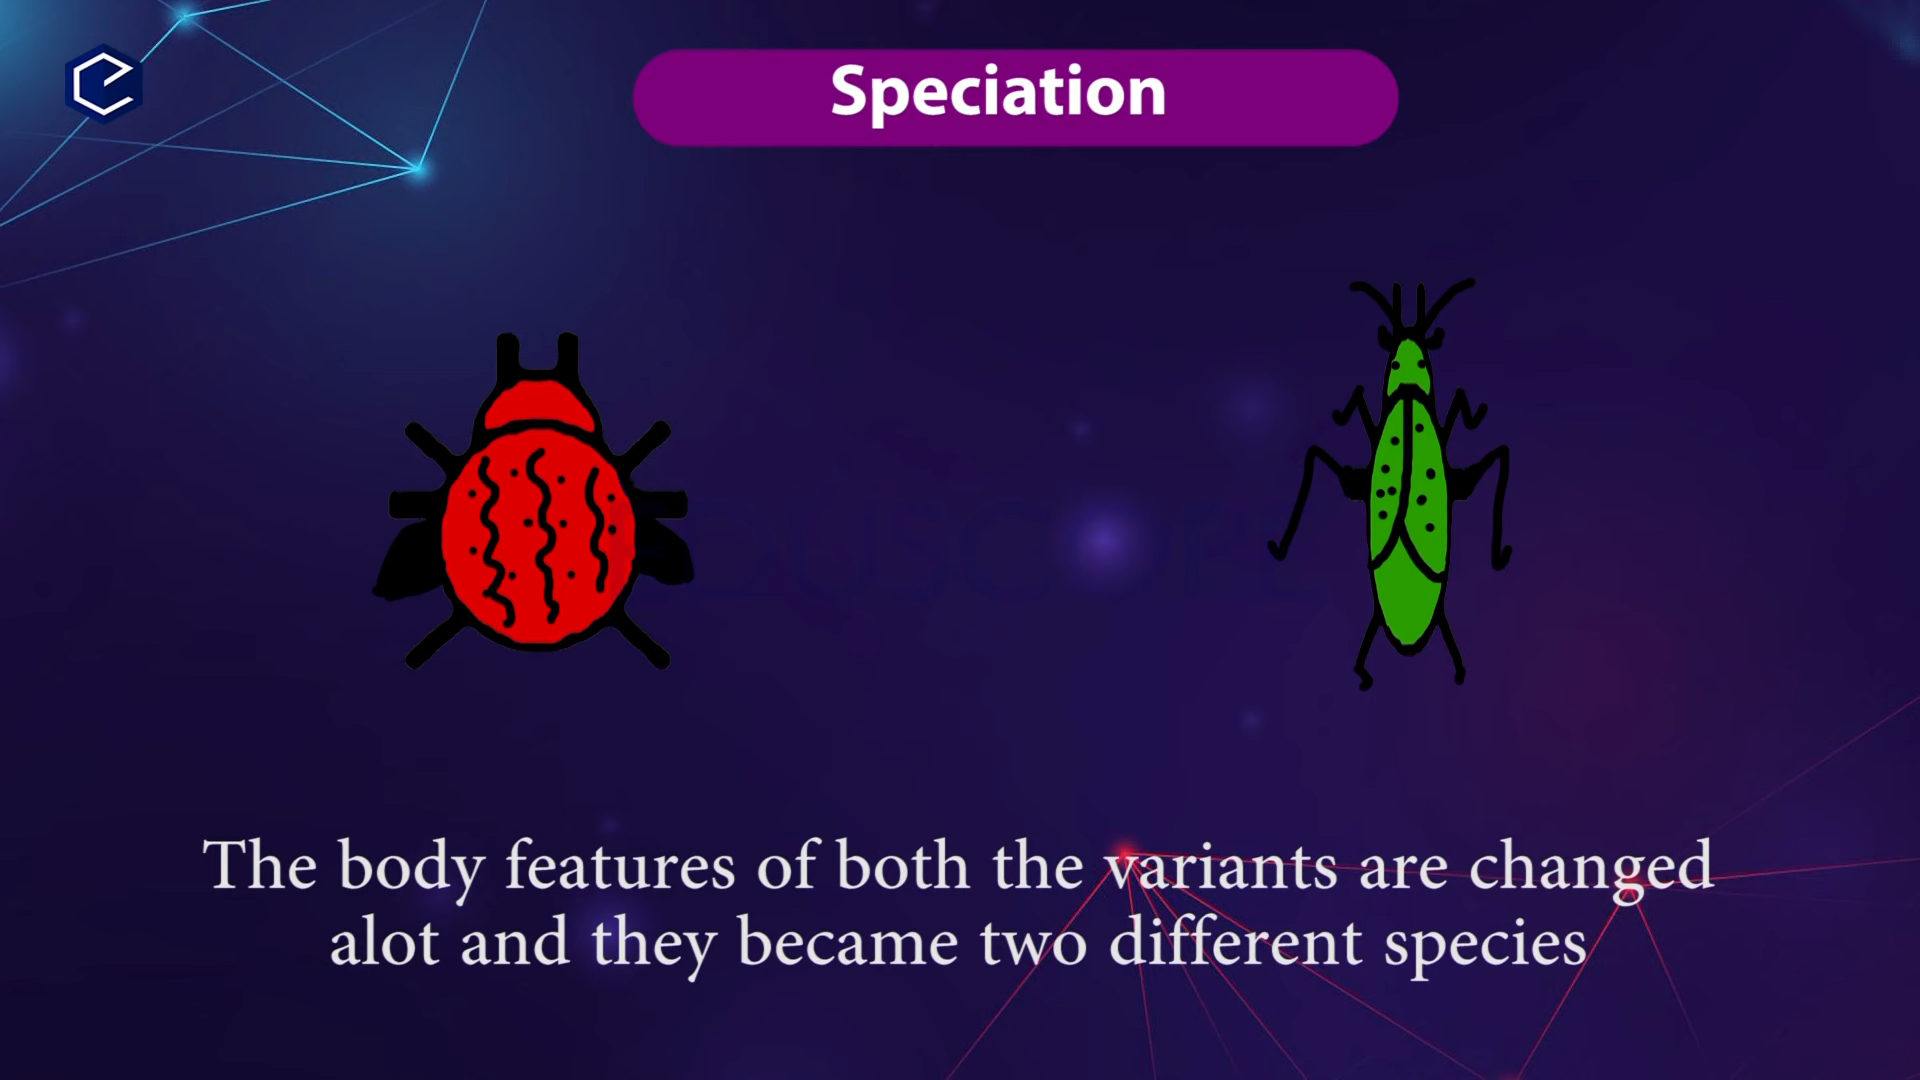 Speciation
The body features of both the variants are changed
alot and they became two different species